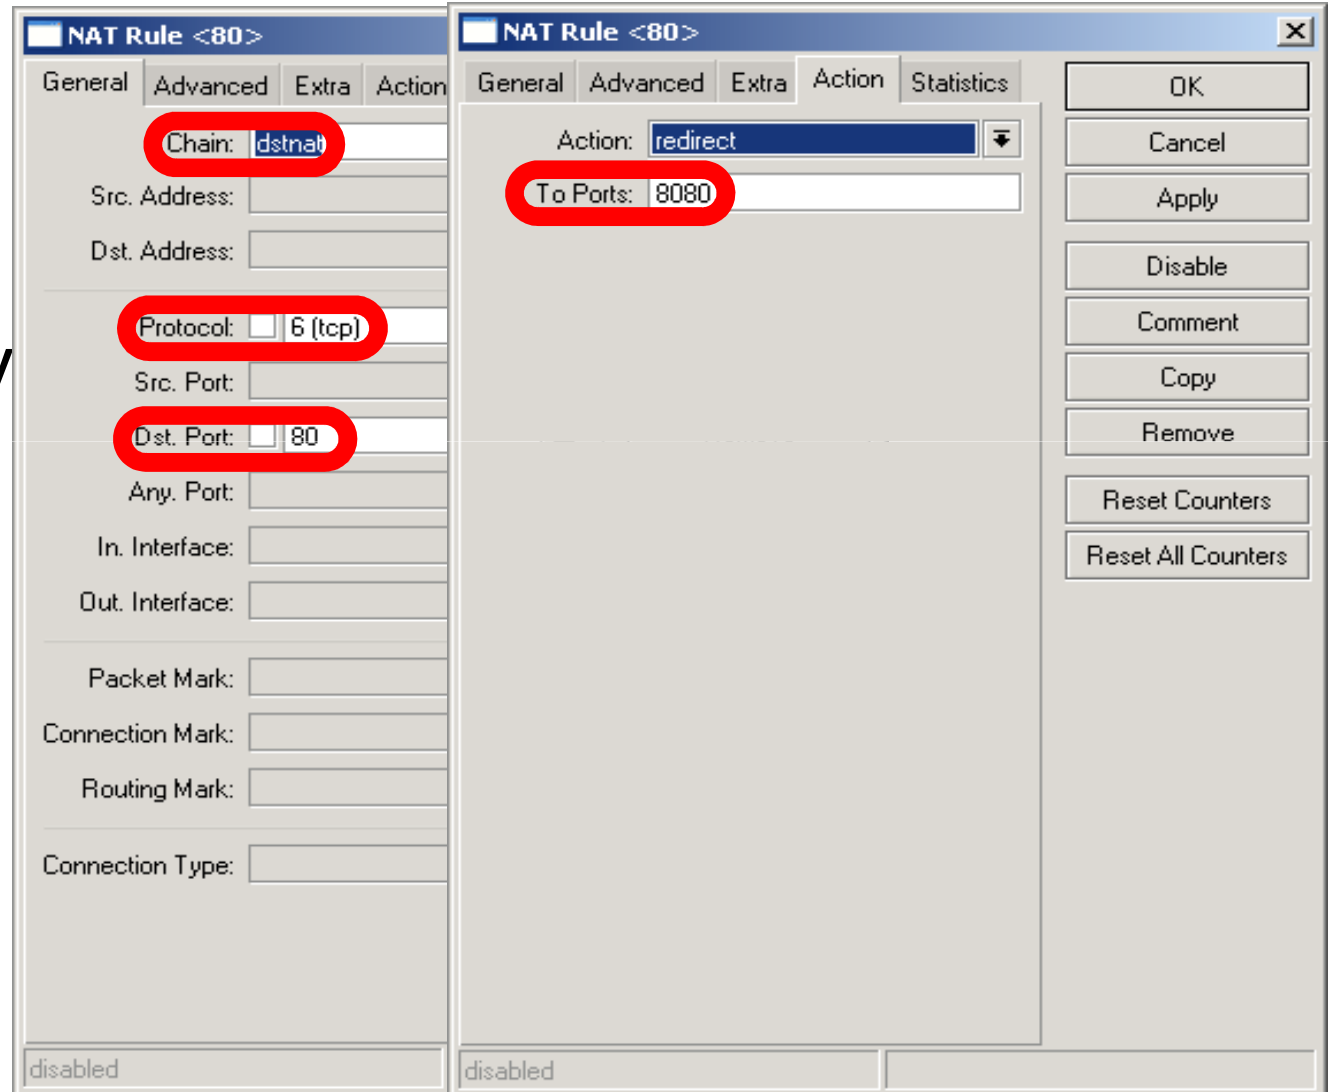 NAT Rule <80>
General Advanced Extra Action
Chain: dstnat
Src. Address:
Dst. Address:
Protocol: 6 (tcp)
y
Src. Port:
Dst. Port: 80
Any. Port:
In. Interface:
Out. Interface:
Packet Mark:
Connection Mark:
Routing Mark:
Connection Type:
disabled
NAT Rule <80>
General Advanced Extra Action Statistics
Action: redirect
To Ports: 8080
OK
Cancel
Apply
Disable
Comment
Copy
Remove
Reset Counters
Reset All Counters
disabled